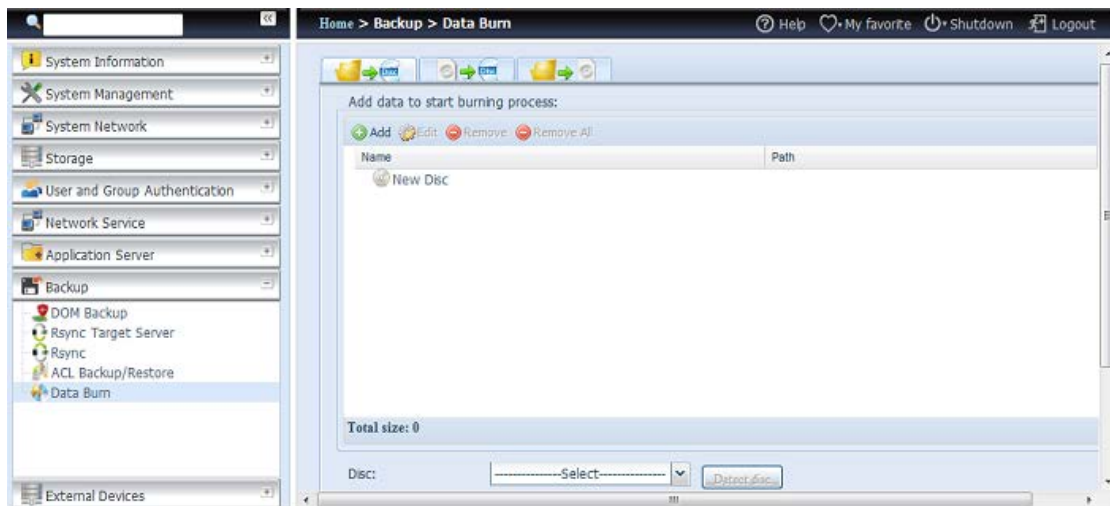 Home > Backup > Data Burn
Help My favorite Shutdown Logout
System Information
System Management
System Network
Storage
User and Group Authentication
Network Service
Application Server
Backup
DOM Backup
Rsync Target Server
Rsync
ACL Backup/Restore
Data Burn
External Devices
Add data to start burning process:
Add Edit Remove Remove All
Name Path
New Disc
Total size: 0
Disc: ---------------Select--------------- Detect disc